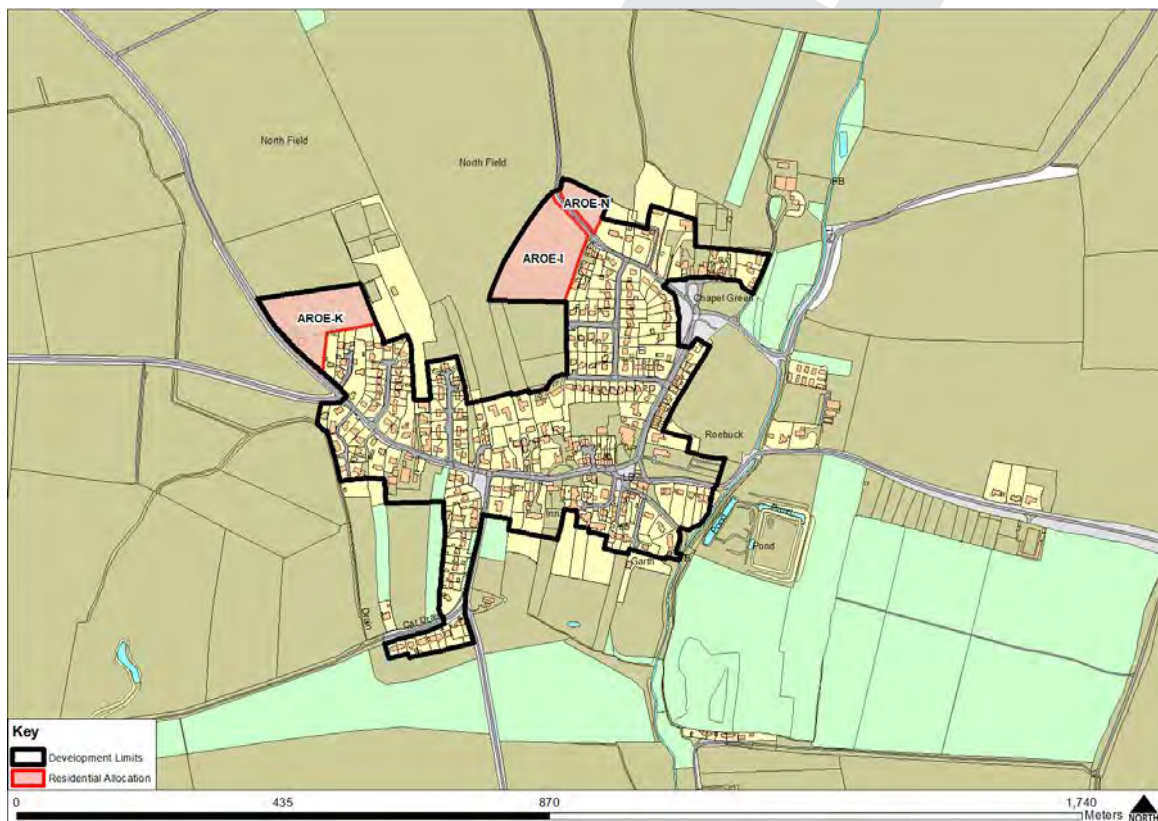 North Field
North Field
FB
AROE-N
AROE-I
Chapel Green
AROE-K
Roebuck
Inn
Pond
Garth
Drain
Key
Development Limits
Residential Allocation
0 435 870 1,740
Meters NORTH